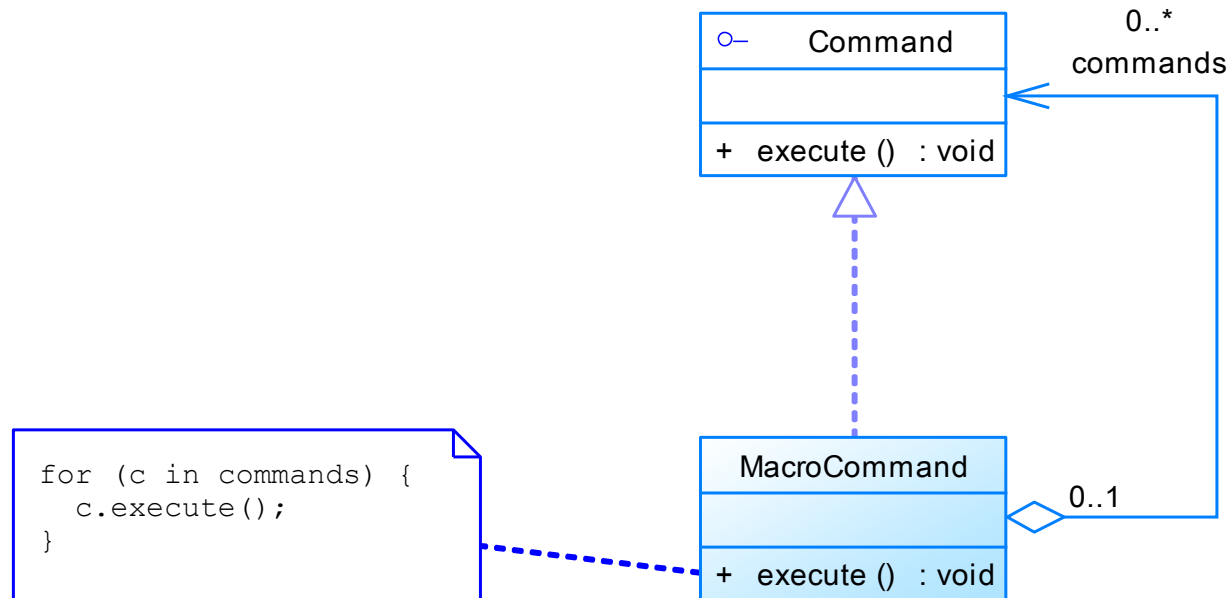 0..*
Command
commands
+ execute () : void
for (c in commands) {
c.execute();
}
MacroCommand
0..1
+ execute () : void